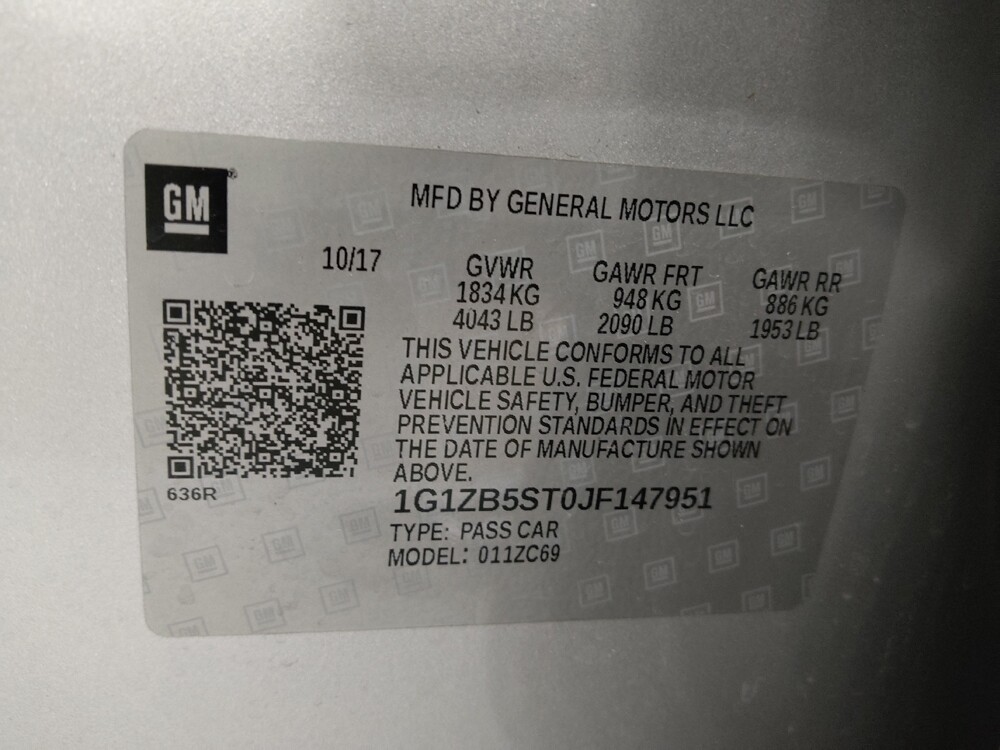 GM
MFD BY GENERAL MOTORS LLC
10/17
GVWR GAWR FRT GAWR RR
1834 KG 948 KG 886 KG
4043 LB 2090 LB 1953 LB
THIS VEHICLE CONFORMS TO ALL
APPLICABLE U.S. FEDERAL MOTOR
VEHICLE SAFETY, BUMPER, AND THEFT
PREVENTION STANDARDS IN EFFECT ON
THE DATE OF MANUFACTURE SHOWN
ABOVE.
636R
1G1ZB5ST0JF147951
TYPE: PASS CAR
MODEL: 011ZC69